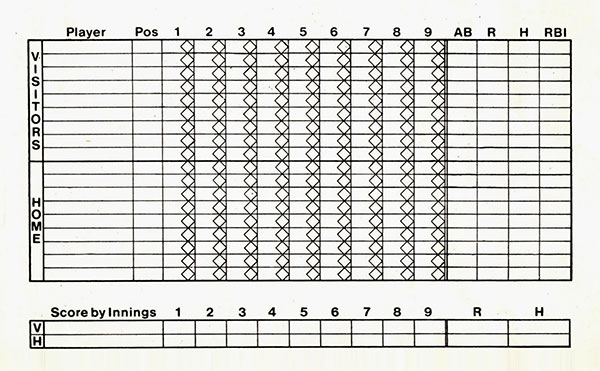 Player Pos 1 2 3 4 5 6 7 8 9 AB R H RBI
VISITORS
HOME
Score by Innings 1 2 3 4 5 6 7 8 9 R H
V
H